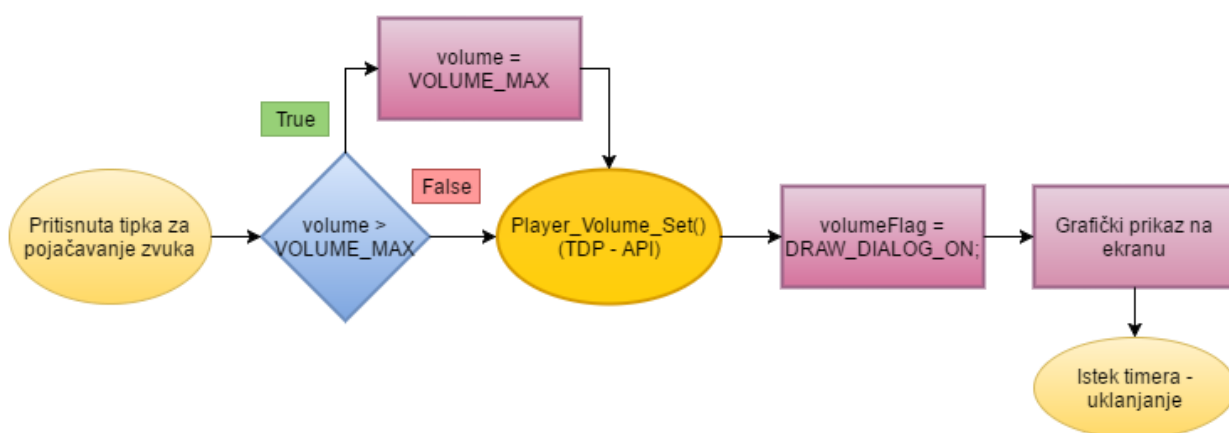 Pritisnuta tipka za
pojačavanje zvuka
volume >
VOLUME_MAX
True
volume =
VOLUME_MAX
False
Player_Volume_Set()
(TDP - API)
volumeFlag =
DRAW_DIALOG_ON;
Grafički prikaz na
ekranu
Istek timera -
uklanjanje